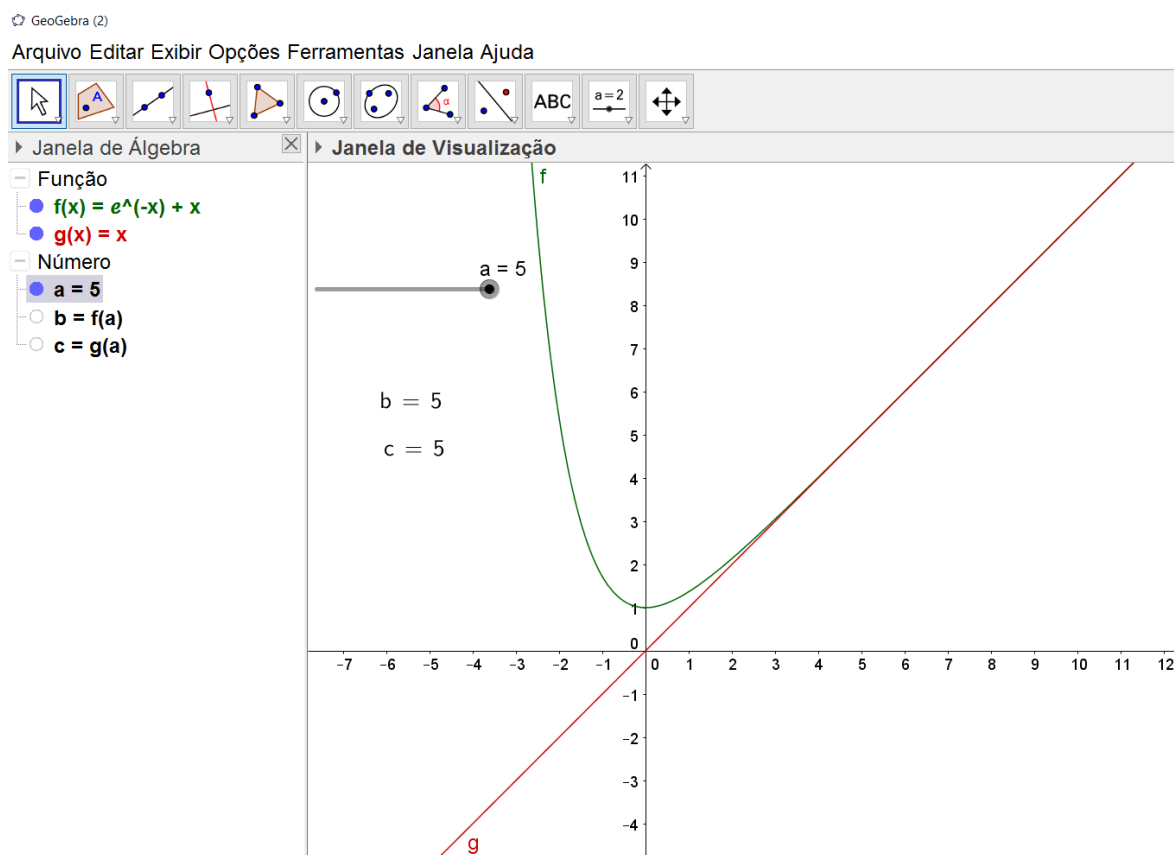 GeoGebra (2)
Arquivo Editar Exibir Opções Ferramentas Janela Ajuda
A
α
ABC
a=2
Janela de Álgebra
Janela de Visualização
Função
f(x) = e^(-x) + x
g(x) = x
Número
a = 5
b = f(a)
c = g(a)
f
a = 5
b = 5
c = 5
11
10
9
8
7
6
5
4
3
2
1
0
−7 −6 −5 −4 −3 −2 −1 0 1 2 3 4 5 6 7 8 9 10 11 12
−1
−2
−3
−4
g